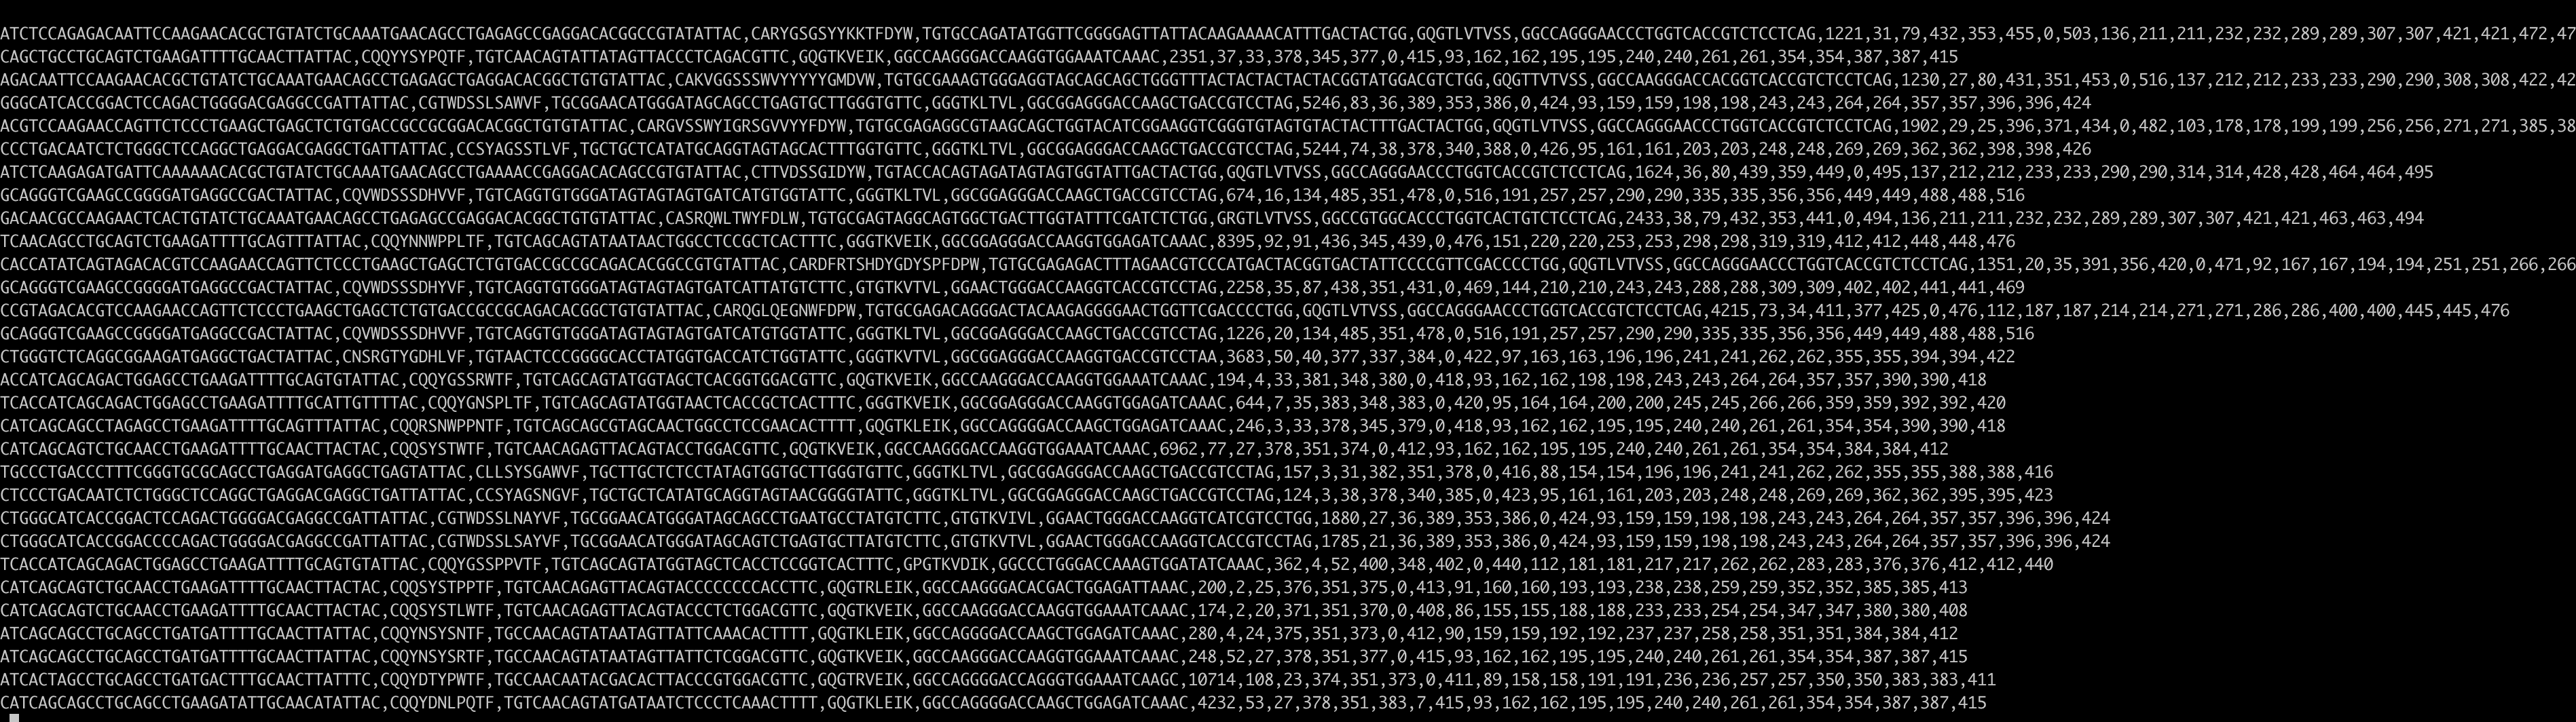 ATCTCCAGAGACAATTCCAAGAACACGCTGTATCTGCAAATGAACAGCCTGAGAGCCGAGGACACGGCCGTATATTAC,CARYGSGSYYKKTFDYW,TGTGCCAGATATGGTTCGGGGAGTTATTACAAGAAAACATTTGACTACTGG,GQGTLVTVSS,GGCCAGGGAACCCTGGTCACCGTCTCCTCAG,1221,31,79,432,353,455,0,503,136,211,211,232,232,289,289,307,307,421,421,472,47
CAGCTGCCTGCAGTCTGAAGATTTTGCAACTTATTAC,CQQYYSYPQTF,TGTCAACAGTATTATAGTTACCCTCAGACGTTC,GQGTKVEIK,GGCCAAGGGACCAAGGTGGAAATCAAAC,2351,37,33,378,345,377,0,415,93,162,162,195,195,240,240,261,261,354,354,387,387,415
AGACAATTCCAAGAACACGCTGTATCTGCAAATGAACAGCCTGAGAGCTGAGGACACGGCTGTGTATTAC,CAKVGGSSSWVYYYYYGMDVW,TGTGCGAAAGTGGGAGGTAGCAGCAGCTGGGTTTACTACTACTACTACGGTATGGACGTCTGG,GQGTTVTVSS,GGCCAAGGGACCACGGTCACCGTCTCCTCAG,1230,27,80,431,351,453,0,516,137,212,212,233,233,290,290,308,308,422,42
GGGCATCACCGGACTCCAGACTGGGGACGAGGCCGATTATTAC,CGTWDSSLSAWVF,TGCGGAACATGGGATAGCAGCCTGAGTGCTTGGGTGTTC,GGGTKLTVL,GGCGGAGGGACCAAGCTGACCGTCCTAG,5246,83,36,389,353,386,0,424,93,159,159,198,198,243,243,264,264,357,357,396,396,424
ACGTCCAAGAACCAGTTCTCCCTGAAGCTGAGCTCTGTGACCGCCGCGGACACGGCTGTGTATTAC,CARGVSSWYIGRSGVVYYFDYW,TGTGCGAGAGGCGTAAGCAGCTGGTACATCGGAAGGTCGGGTGTAGTGTACTACTTTGACTACTGG,GQGTLVTVSS,GGCCAGGGAACCCTGGTCACCGTCTCCTCAG,1902,29,25,396,371,434,0,482,103,178,178,199,199,256,256,271,271,385,38
CCCTGACAATCTCTGGGCTCCAGGCTGAGGACGAGGCTGATTATTAC,CCSYAGSSTLVF,TGCTGCTCATATGCAGGTAGTAGCACTTTGGTGTTC,GGGTKLTVL,GGCGGAGGGACCAAGCTGACCGTCCTAG,5244,74,38,378,340,388,0,426,95,161,161,203,203,248,248,269,269,362,362,398,398,426
ATCTCAAGAGATGATTCAAAAAACACGCTGTATCTGCAAATGAACAGCCTGAAAACCGAGGACACAGCCGTGTATTAC,CTTVDSSGIDYW,TGTACCACAGTAGATAGTAGTGGTATTGACTACTGG,GQGTLVTVSS,GGCCAGGGAACCCTGGTCACCGTCTCCTCAG,1624,36,80,439,359,449,0,495,137,212,212,233,233,290,290,314,314,428,428,464,464,495
GCAGGGTCGAAGCCGGGGATGAGGCCGACTATTAC,CQVWDSSSDHVVF,TGTCAGGTGTGGGATAGTAGTAGTGATCATGTGGTATTC,GGGTKLTVL,GGCGGAGGGACCAAGCTGACCGTCCTAG,674,16,134,485,351,478,0,516,191,257,257,290,290,335,335,356,356,449,449,488,488,516
GACAACGCCAAGAACTCACTGTATCTGCAAATGAACAGCCTGAGAGCCGAGGACACGGCTGTGTATTAC,CASRQWLTWYFDLW,TGTGCGAGTAGGCAGTGGCTGACTTGGTATTTCGATCTCTGG,GRGTLVTVSS,GGCCGTGGCACCCTGGTCACTGTCTCCTCAG,2433,38,79,432,353,441,0,494,136,211,211,232,232,289,289,307,307,421,421,463,463,494
TCAACAGCCTGCAGTCTGAAGATTTTGCAGTTTATTAC,CQQYNNWPPLTF,TGTCAGCAGTATAATAACTGGCCTCCGCTCACTTTC,GGGTKVEIK,GGCGGAGGGACCAAGGTGGAGATCAAAC,8395,92,91,436,345,439,0,476,151,220,220,253,253,298,298,319,319,412,412,448,448,476
CACCATATCAGTAGACACGTCCAAGAACCAGTTCTCCCTGAAGCTGAGCTCTGTGACCGCCGCAGACACGGCCGTGTATTAC,CARDFRTSHDYGDYSPFDPW,TGTGCGAGAGACTTTAGAACGTCCCATGACTACGGTGACTATTCCCCGTTCGACCCCTGG,GQGTLVTVSS,GGCCAGGGAACCCTGGTCACCGTCTCCTCAG,1351,20,35,391,356,420,0,471,92,167,167,194,194,251,251,266,266
GCAGGGTCGAAGCCGGGGATGAGGCCGACTATTAC,CQVWDSSSDHYVF,TGTCAGGTGTGGGATAGTAGTAGTGATCATTATGTCTTC,GTGTKVTVL,GGAACTGGGACCAAGGTCACCGTCCTAG,2258,35,87,438,351,431,0,469,144,210,210,243,243,288,288,309,309,402,402,441,441,469
CCGTAGACACGTCCAAGAACCAGTTCTCCCTGAAGCTGAGCTCTGTGACCGCCGCAGACACGGCTGTGTATTAC,CARQGLQEGNWFDPW,TGTGCGAGACAGGGACTACAAGAGGGGAACTGGTTCGACCCCTGG,GQGTLVTVSS,GGCCAGGGAACCCTGGTCACCGTCTCCTCAG,4215,73,34,411,377,425,0,476,112,187,187,214,214,271,271,286,286,400,400,445,445,476
GCAGGGTCGAAGCCGGGGATGAGGCCGACTATTAC,CQVWDSSSDHVVF,TGTCAGGTGTGGGATAGTAGTAGTGATCATGTGGTATTC,GGGTKLTVL,GGCGGAGGGACCAAGCTGACCGTCCTAG,1226,20,134,485,351,478,0,516,191,257,257,290,290,335,335,356,356,449,449,488,488,516
CTGGGTCTCAGGCGGAAGATGAGGCTGACTATTAC,CNSRGTYGDHLVF,TGTAACTCCCGGGGCACCTATGGTGACCATCTGGTATTC,GGGTKVTVL,GGCGGAGGGACCAAGGTGACCGTCCTAA,3683,50,40,377,337,384,0,422,97,163,163,196,196,241,241,262,262,355,355,394,394,422
ACCATCAGCAGACTGGAGCCTGAAGATTTTGCAGTGTATTAC,CQQYGSSRWTF,TGTCAGCAGTATGGTAGCTCACGGTGGACGTTC,GQGTKVEIK,GGCCAAGGGACCAAGGTGGAAATCAAAC,194,4,33,381,348,380,0,418,93,162,162,198,198,243,243,264,264,357,357,390,390,418
TCACCATCAGCAGACTGGAGCCTGAAGATTTTGCATTGTTTTAC,CQQYGNSPLTF,TGTCAGCAGTATGGTAACTCACCGCTCACTTTC,GGGTKVEIK,GGCGGAGGGACCAAGGTGGAGATCAAAC,644,7,35,383,348,383,0,420,95,164,164,200,200,245,245,266,266,359,359,392,392,420
CATCAGCAGCCTAGAGCCTGAAGATTTTGCAGTTTATTAC,CQQRSNWPPNTF,TGTCAGCAGCGTAGCAACTGGCCTCCGAACACTTTT,GQGTKLEIK,GGCCAGGGGACCAAGCTGGAGATCAAAC,246,3,33,378,345,379,0,418,93,162,162,195,195,240,240,261,261,354,354,390,390,418
CATCAGCAGTCTGCAACCTGAAGATTTTGCAACTTACTAC,CQQSYSTWTF,TGTCAACAGAGTTACAGTACCTGGACGTTC,GQGTKVEIK,GGCCAAGGGACCAAGGTGGAAATCAAAC,6962,77,27,378,351,374,0,412,93,162,162,195,195,240,240,261,261,354,354,384,384,412
TGCCCTGACCCTTTCGGGTGCGCAGCCTGAGGATGAGGCTGAGTATTAC,CLLSYSGAWVF,TGCTTGCTCTCCTATAGTGGTGCTTGGGTGTTC,GGGTKLTVL,GGCGGAGGGACCAAGCTGACCGTCCTAG,157,3,31,382,351,378,0,416,88,154,154,196,196,241,241,262,262,355,355,388,388,416
CTCCCTGACAATCTCTGGGCTCCAGGCTGAGGACGAGGCTGATTATTAC,CCSYAGSNGVF,TGCTGCTCATATGCAGGTAGTAACGGGGTATTC,GGGTKLTVL,GGCGGAGGGACCAAGCTGACCGTCCTAG,124,3,38,378,340,385,0,423,95,161,161,203,203,248,248,269,269,362,362,395,395,423
CTGGGCATCACCGGACTCCAGACTGGGGACGAGGCCGATTATTAC,CGTWDSSLNAYVF,TGCGGAACATGGGATAGCAGCCTGAATGCCTATGTCTTC,GTGTKVIVL,GGAACTGGGACCAAGGTCATCGTCCTGG,1880,27,36,389,353,386,0,424,93,159,159,198,198,243,243,264,264,357,357,396,396,424
CTGGGCATCACCGGACCCCAGACTGGGGACGAGGCCGATTATTAC,CGTWDSSLSAYVF,TGCGGAACATGGGATAGCAGTCTGAGTGCTTATGTCTTC,GTGTKVTVL,GGAACTGGGACCAAGGTCACCGTCCTAG,1785,21,36,389,353,386,0,424,93,159,159,198,198,243,243,264,264,357,357,396,396,424
TCACCATCAGCAGACTGGAGCCTGAAGATTTTGCAGTGTATTAC,CQQYGSSPPVTF,TGTCAGCAGTATGGTAGCTCACCTCCGGTCACTTTC,GPGTKVDIK,GGCCCTGGGACCAAAGTGGATATCAAAC,362,4,52,400,348,402,0,440,112,181,181,217,217,262,262,283,283,376,376,412,412,440
CATCAGCAGTCTGCAACCTGAAGATTTTGCAACTTACTAC,CQQSYSTPPTF,TGTCAACAGAGTTACAGTACCCCCCCCACCTTC,GQGTRLEIK,GGCCAAGGGACACGACTGGAGATTAAAC,200,2,25,376,351,375,0,413,91,160,160,193,193,238,238,259,259,352,352,385,385,413
CATCAGCAGTCTGCAACCTGAAGATTTTGCAACTTACTAC,CQQSYSTLWTF,TGTCAACAGAGTTACAGTACCCTCTGGACGTTC,GQGTKVEIK,GGCCAAGGGACCAAGGTGGAAATCAAAC,174,2,20,371,351,370,0,408,86,155,155,188,188,233,233,254,254,347,347,380,380,408
ATCAGCAGCCTGCAGCCTGATGATTTTGCAACTTATTAC,CQQYNSYSNTF,TGCCAACAGTATAATAGTTATTCAAACACTTTT,GQGTKLEIK,GGCCAGGGGACCAAGCTGGAGATCAAAC,280,4,24,375,351,373,0,412,90,159,159,192,192,237,237,258,258,351,351,384,384,412
ATCAGCAGCCTGCAGCCTGATGATTTTGCAACTTATTAC,CQQYNSYSRTF,TGCCAACAGTATAATAGTTATTCTCGGACGTTC,GQGTKVEIK,GGCCAAGGGACCAAGGTGGAAATCAAAC,248,52,27,378,351,377,0,415,93,162,162,195,195,240,240,261,261,354,354,387,387,415
ATCACTAGCCTGCAGCCTGATGACTTTGCAACTTATTTC,CQQYDTYPWTF,TGCCAACAATACGACACTTACCCGTGGACGTTC,GQGTRVEIK,GGCCAGGGGACCAGGGTGGAAATCAAGC,10714,108,23,374,351,373,0,411,89,158,158,191,191,236,236,257,257,350,350,383,383,411
CATCAGCAGCCTGCAGCCTGAAGATATTGCAACATATTAC,CQQYDNLPQTF,TGTCAACAGTATGATAATCTCCCTCAAACTTTT,GQGTKLEIK,GGCCAGGGGACCAAGCTGGAGATCAAAC,4232,53,27,378,351,383,7,415,93,162,162,195,195,240,240,261,261,354,354,387,387,415